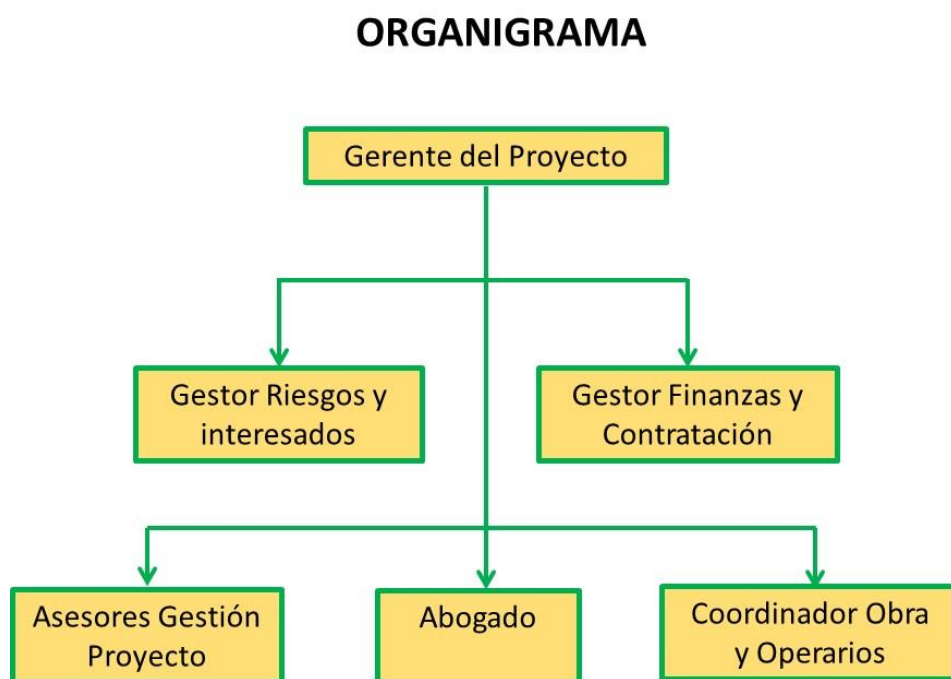 ORGANIGRAMA
Gerente del Proyecto
Gestor Riesgos y
interesados
Gestor Finanzas y
Contratación
Asesores Gestión
Proyecto
Abogado
Coordinador Obra
y Operarios